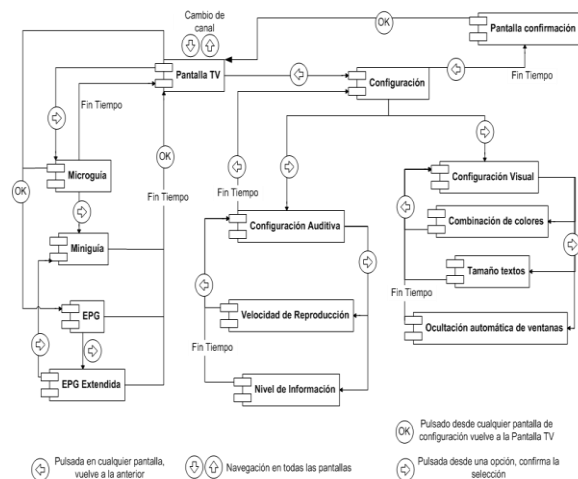 Cambio de
canal
OK
Pantalla confirmación
Pantalla TV
Configuración
Fin Tiempo
Fin Tiempo
OK
Microguía
Configuración Visual
Fin Tiempo
OK
Fin Tiempo
Combinación de colores
Configuración Auditiva
Miniguía
Tamaño textos
Fin Tiempo
EPG
Velocidad de Reproducción
Ocultación automática de ventanas
Fin Tiempo
EPG Extendida
Nivel de Información
OK
Pulsado desde cualquier pantalla de
configuración vuelve a la Pantalla TV
Pulsada en cualquier pantalla,
vuelve a la anterior
Navegación en todas las pantallas
Pulsada desde una opción, confirma la
selección